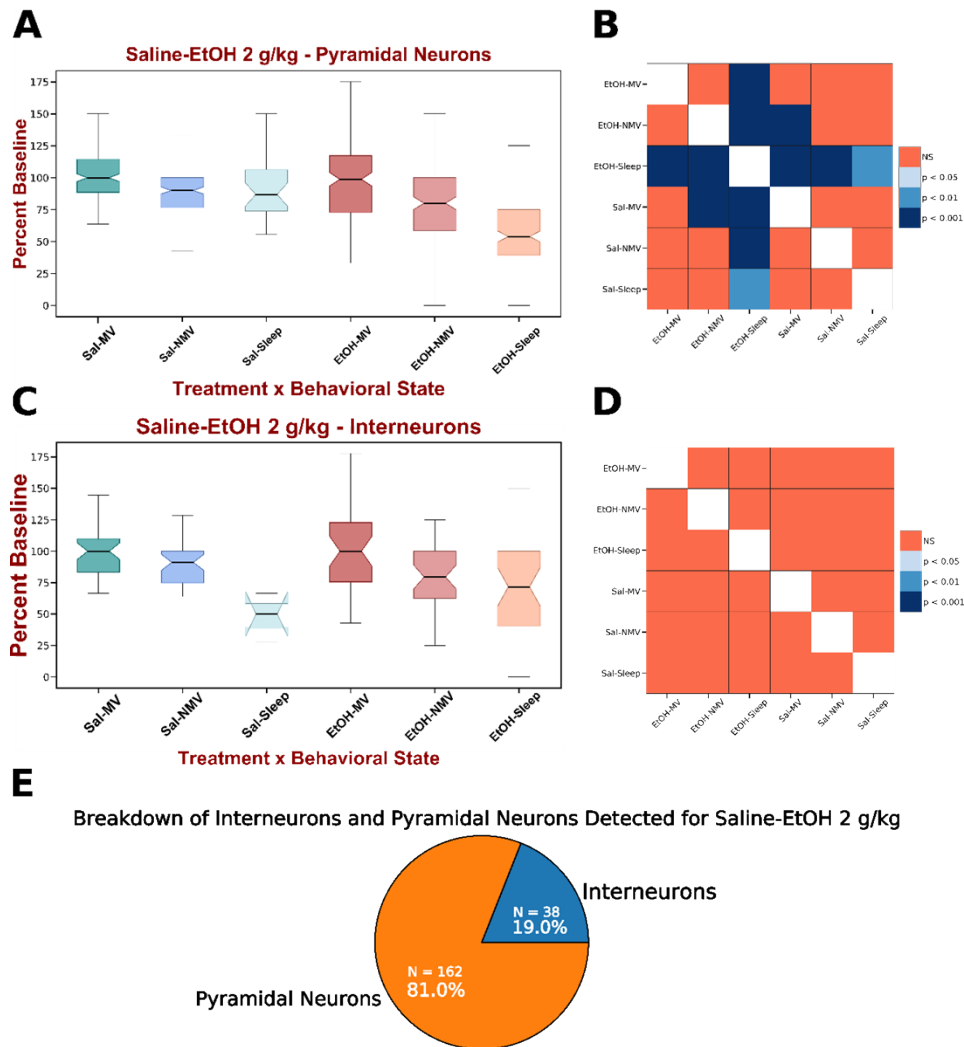 A
Saline-EtOH 2 g/kg - Pyramidal Neurons
Percent Baseline
175
150
125
100
75
50
25
0
Sal-MV
Sal-NMV
Sal-Sleep
EtOH-MV
EtOH-NMV
EtOH-Sleep
Treatment x Behavioral State
B
EtOH-MV
EtOH-NMV
EtOH-Sleep
Sal-MV
Sal-NMV
Sal-Sleep
EtOH-MV
EtOH-NMV
EtOH-Sleep
Sal-MV
Sal-NMV
Sal-Sleep
NS
p < 0.05
p < 0.01
p < 0.001
C
Saline-EtOH 2 g/kg - Interneurons
Percent Baseline
175
150
125
100
75
50
25
0
Sal-MV
Sal-NMV
Sal-Sleep
EtOH-MV
EtOH-NMV
EtOH-Sleep
Treatment x Behavioral State
D
EtOH-MV
EtOH-NMV
EtOH-Sleep
Sal-MV
Sal-NMV
Sal-Sleep
EtOH-MV
EtOH-NMV
EtOH-Sleep
Sal-MV
Sal-NMV
Sal-Sleep
NS
p < 0.05
p < 0.01
p < 0.001
E
Breakdown of Interneurons and Pyramidal Neurons Detected for Saline-EtOH 2 g/kg
Interneurons
N = 38
19.0%
N = 162
81.0%
Pyramidal Neurons